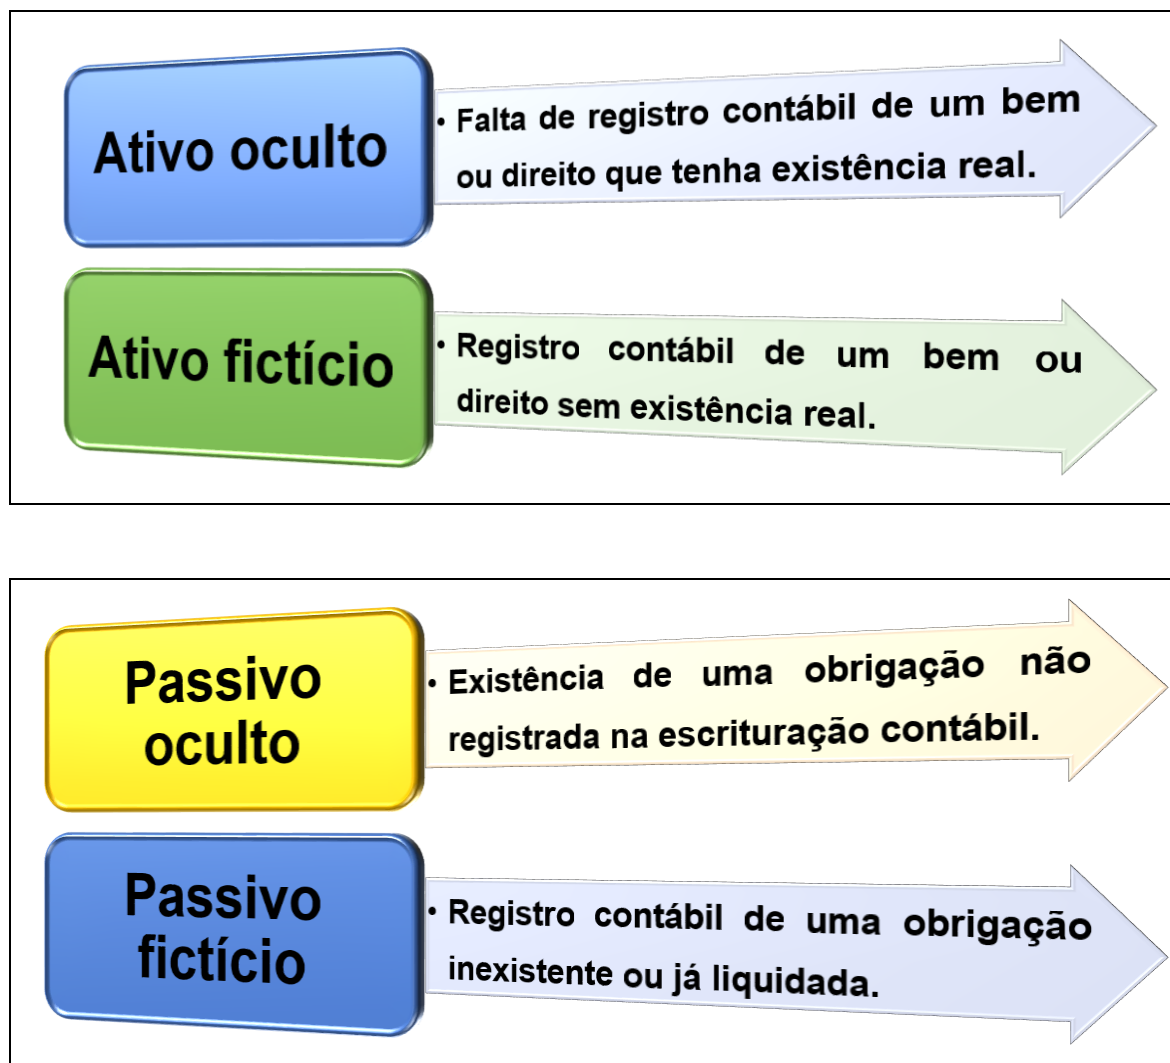 Ativo oculto
• Falta de registro contábil de um bem
ou direito que tenha existência real.
Ativo fictício
• Registro contábil de um bem ou
direito sem existência real.
Passivo
oculto
• Existência de uma obrigação não
registrada na escrituração contábil.
Passivo
fictício
• Registro contábil de uma obrigação
inexistente ou já liquidada.